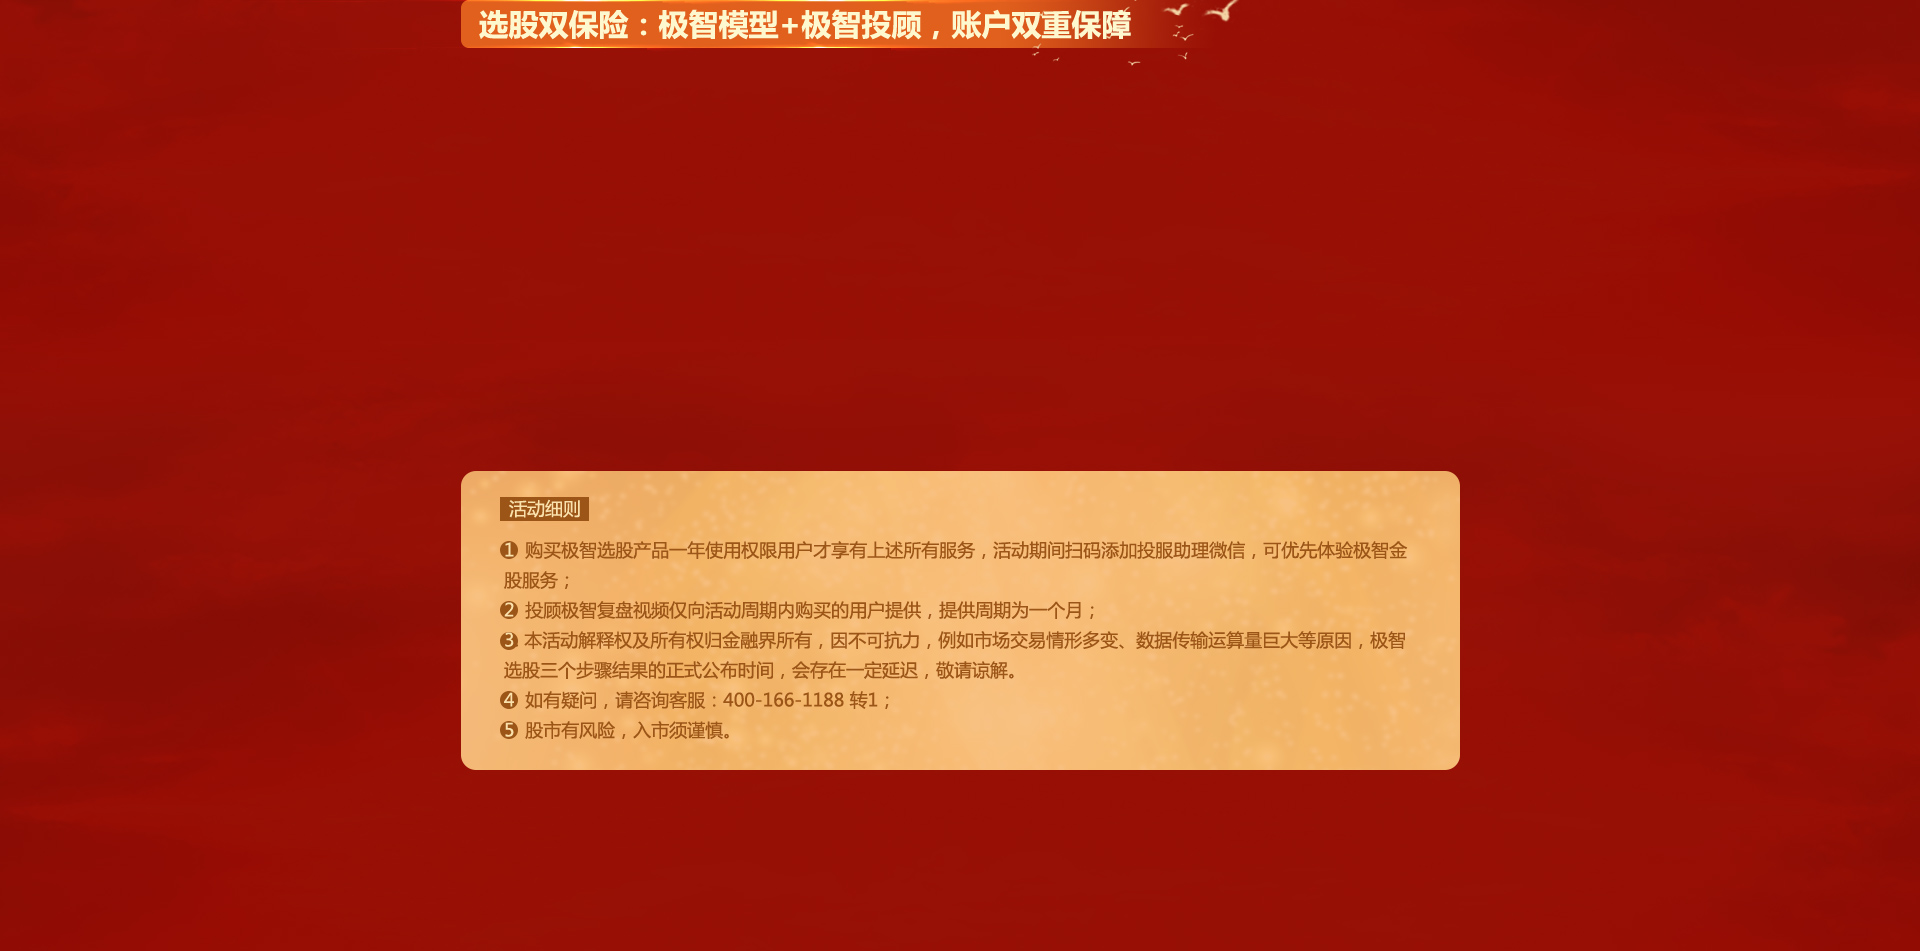 选股双保险：极智模型+极智投顾，账户双重保障
活动细则
❶ 购买极智选股产品一年使用权限用户才享有上述所有服务，活动期间扫码添加投服助理微信，可优先体验极智金
股服务；
❷ 投顾极智复盘视频仅向活动周期内购买的用户提供，提供周期为一个月；
❸ 本活动解释权及所有权归金融界所有，因不可抗力，例如市场交易情形多变、数据传输运算量巨大等原因，极智
选股三个步骤结果的正式公布时间，会存在一定延迟，敬请谅解。
❹ 如有疑问，请咨询客服：400-166-1188 转1；
❺ 股市有风险，入市须谨慎。